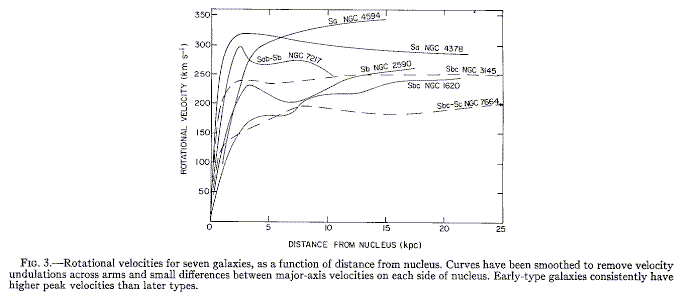 350
300
250
200
150
100
50
ROTATIONAL VELOCITY (km s⁻¹)
Sa NGC 4594
Sa NGC 4378
Sab-Sb NGC 7217
Sb NGC 2590
Sbc NGC 3145
Sbc NGC 1620
Sbc-Sc NGC 7664
0 5 10 15 20 25
DISTANCE FROM NUCLEUS (kpc)
FIG. 3.—Rotational velocities for seven galaxies, as a function of distance from nucleus. Curves have been smoothed to remove velocity
undulations across arms and small differences between major-axis velocities on each side of nucleus. Early-type galaxies consistently have
higher peak velocities than later types.